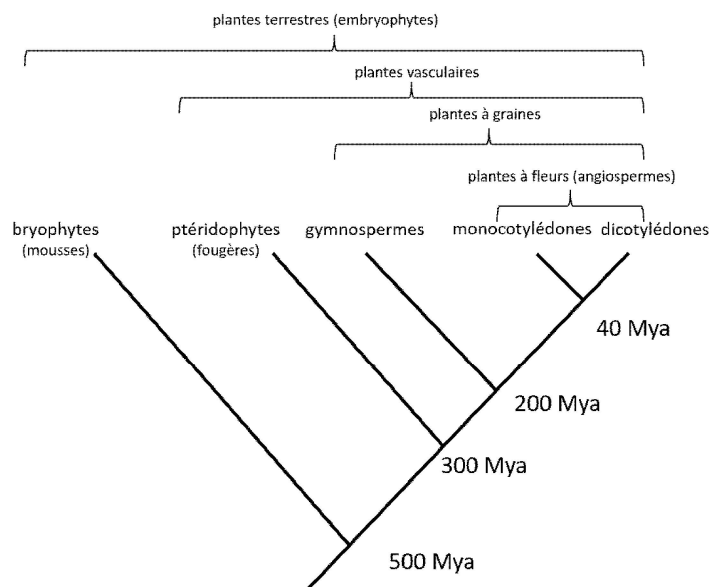 plantes terrestres (embryophytes)
plantes vasculaires
plantes à graines
plantes à fleurs (angiospermes)
bryophytes
(mousses)
ptéridophytes
(fougères)
gymnospermes
monocotylédones
dicotylédones
40 Mya
200 Mya
300 Mya
500 Mya